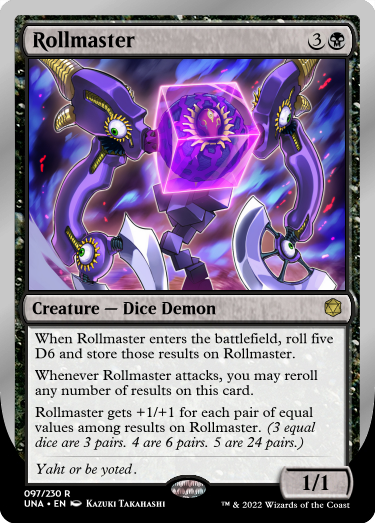 Rollmaster 3
Creature — Dice Demon
When Rollmaster enters the battlefield, roll five
D6 and store those results on Rollmaster.
Whenever Rollmaster attacks, you may reroll
any number of results on this card.
Rollmaster gets +1/+1 for each pair of equal
values among results on Rollmaster. (3 equal
dice are 3 pairs. 4 are 6 pairs. 5 are 24 pairs.)
Yaht or be voted.
1/1
097/230 R
UNA • EN KAZUKI TAKAHASHI
™ & 2022 Wizards of the Coast